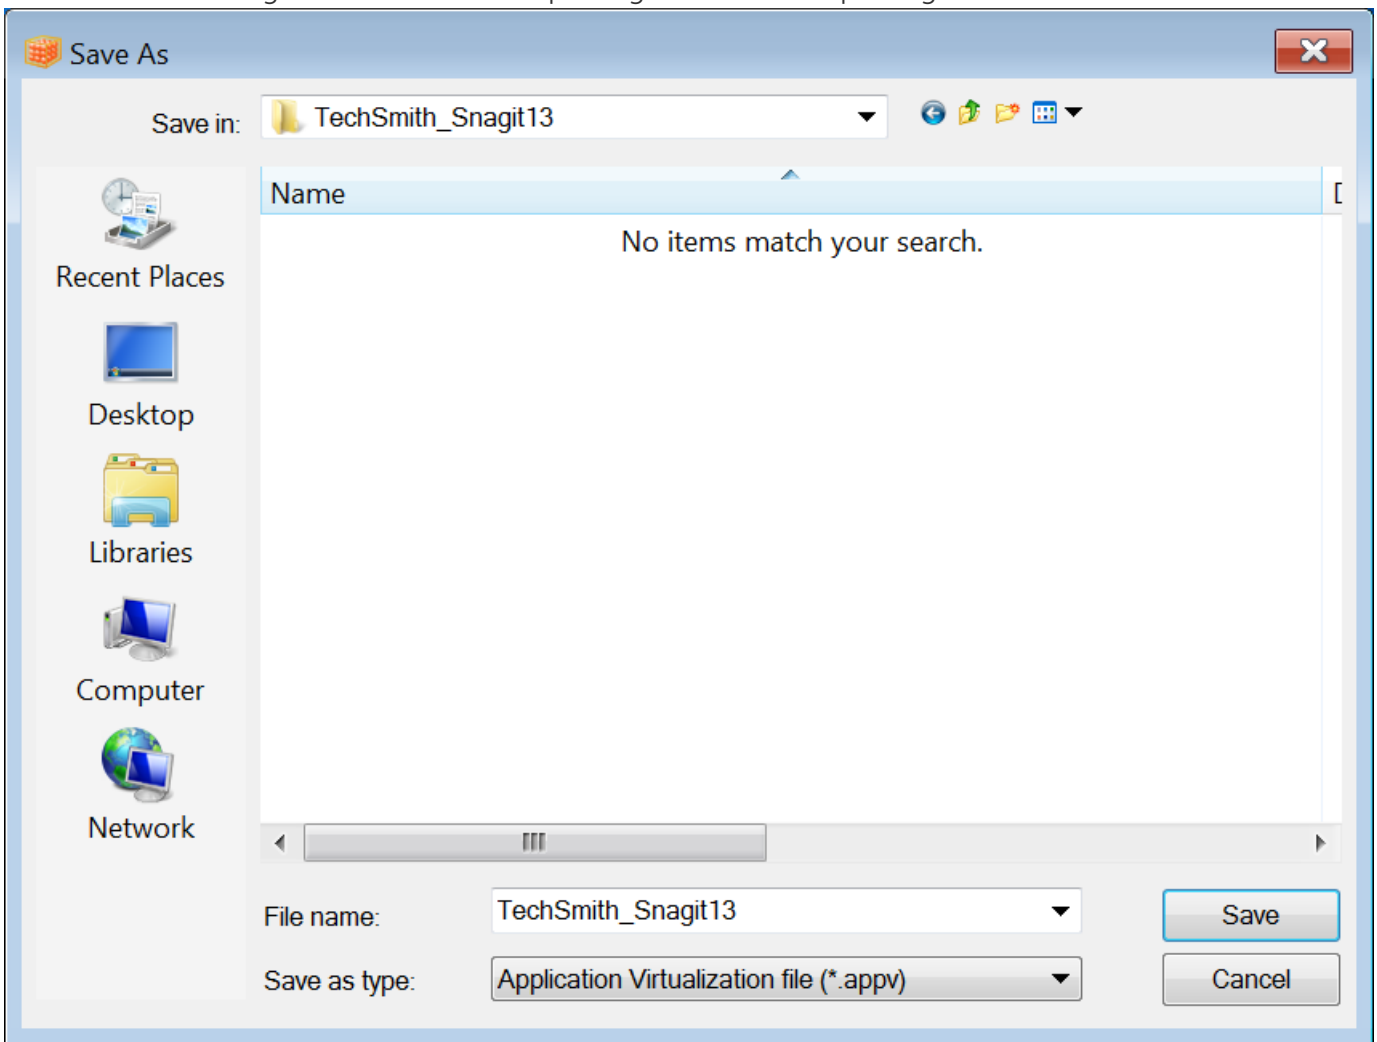 Save As
Save in:
TechSmith_Snagit13
Name
No items match your search.
Recent Places
Desktop
Libraries
Computer
Network
File name:
TechSmith_Snagit13
Save
Save as type:
Application Virtualization file (*.appv)
Cancel